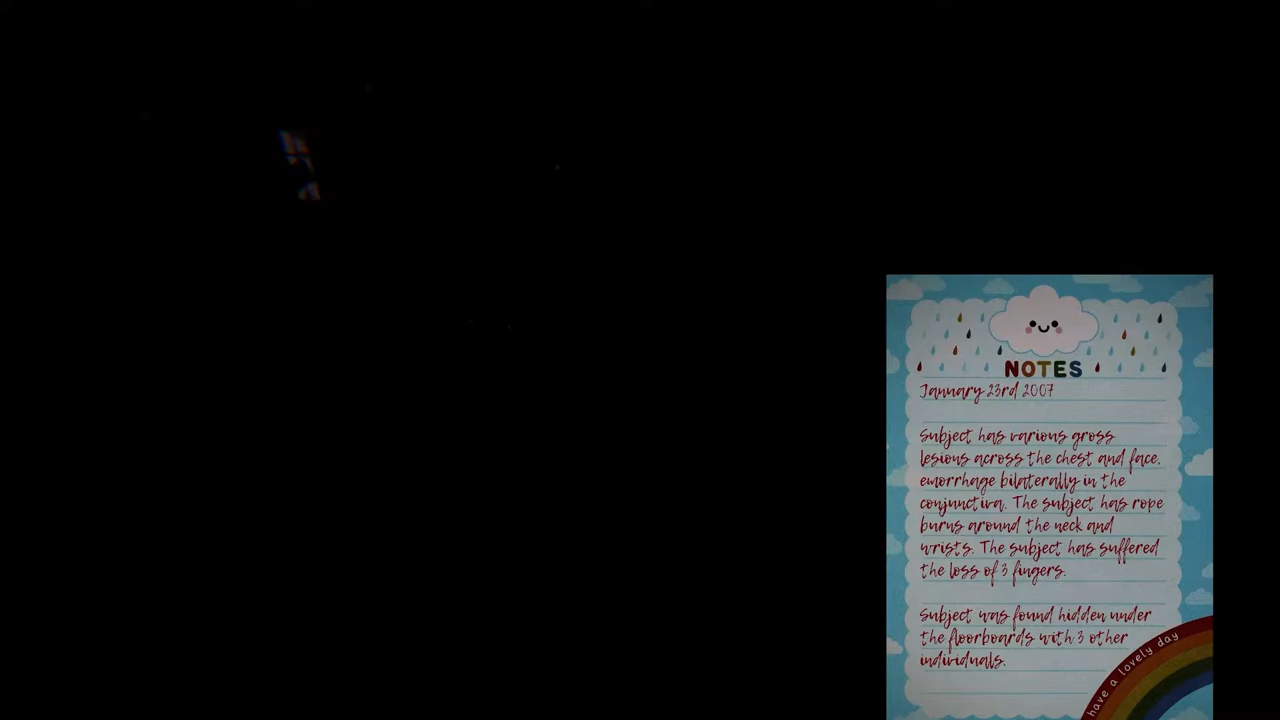 NOTES
January 23rd 2007
Subject has various gross
lesions across the chest and face.
emorrhage bilaterally in the
conjunctiva. The subject has rope
burns around the neck and
wrists. The subject has suffered
the loss of 3 fingers.
Subject was found hidden under
the floorboards with 3 other
individuals.
have a lovely day